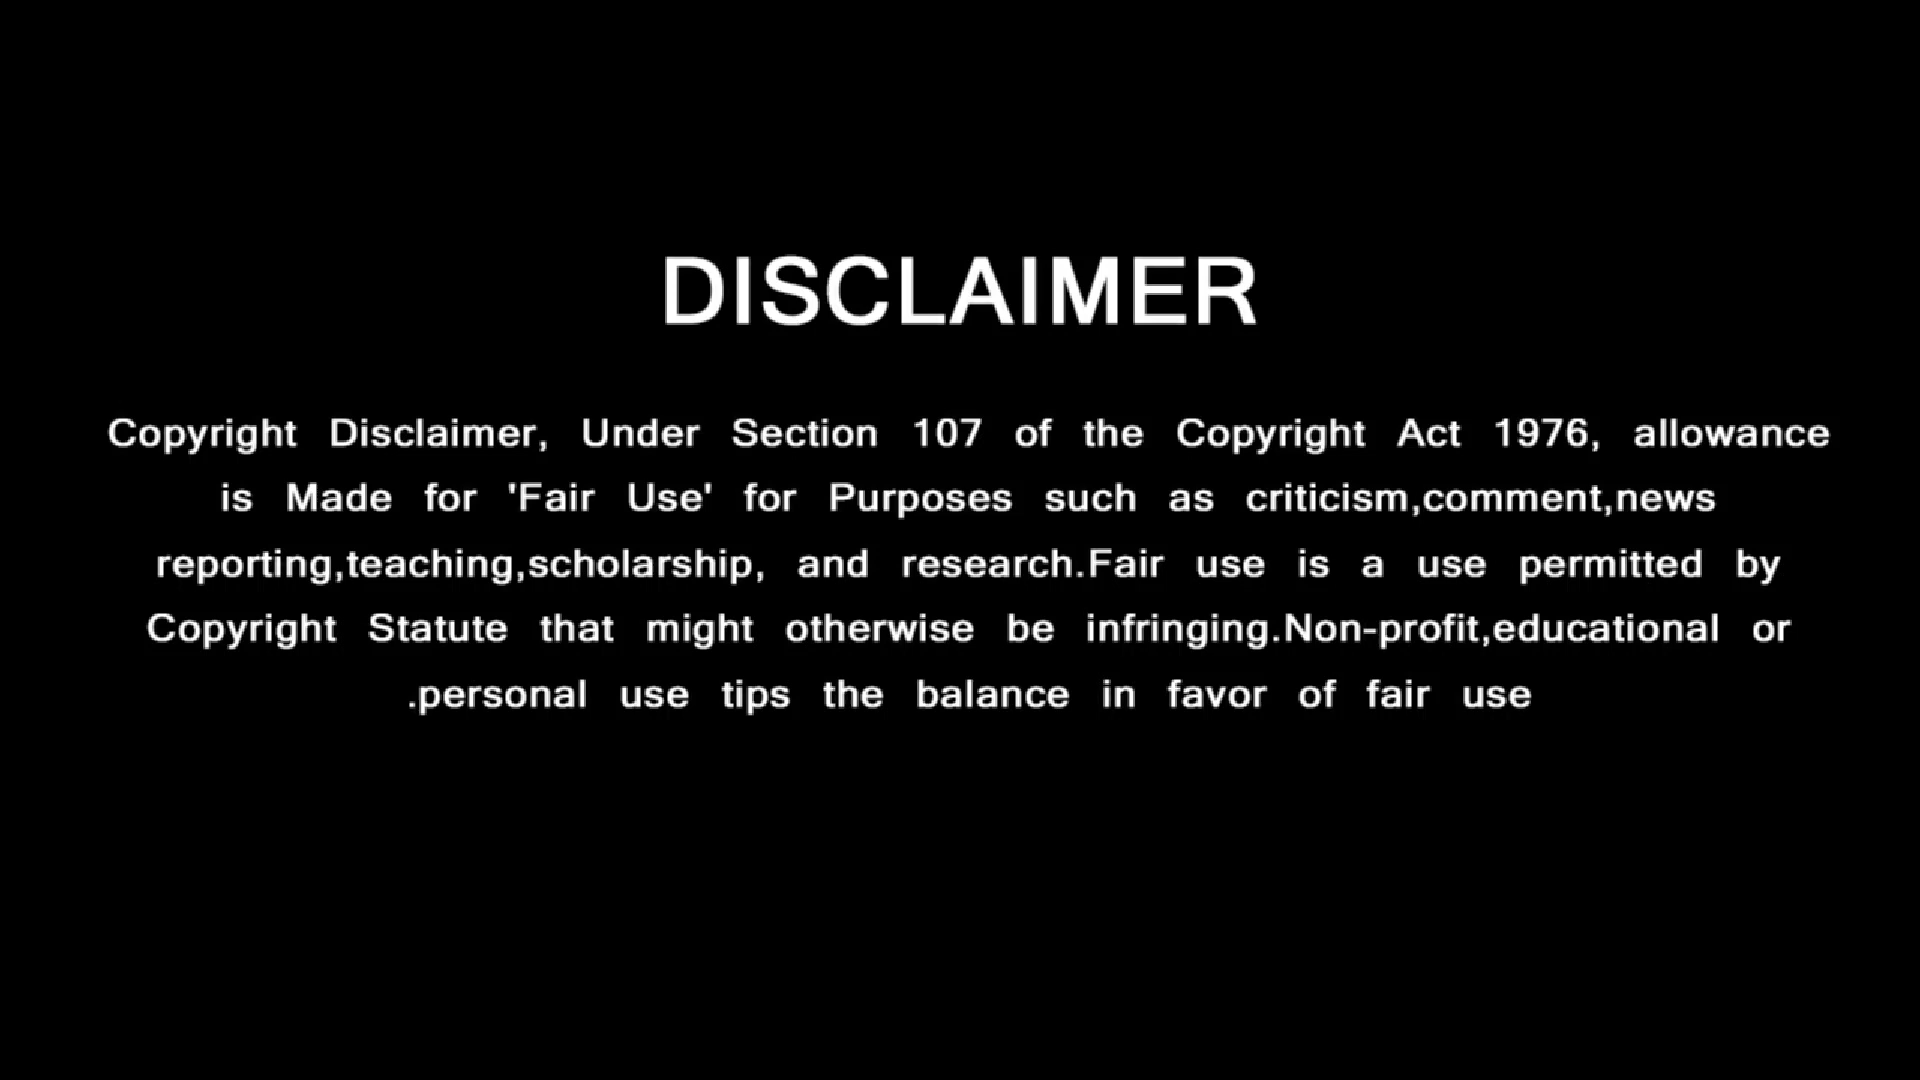 DISCLAIMER
Copyright Disclaimer, Under Section 107 of the Copyright Act 1976, allowance
is Made for 'Fair Use' for Purposes such as criticism,comment,news
reporting,teaching,scholarship, and research.Fair use is a use permitted by
Copyright Statute that might otherwise be infringing.Non-profit,educational or
.personal use tips the balance in favor of fair use